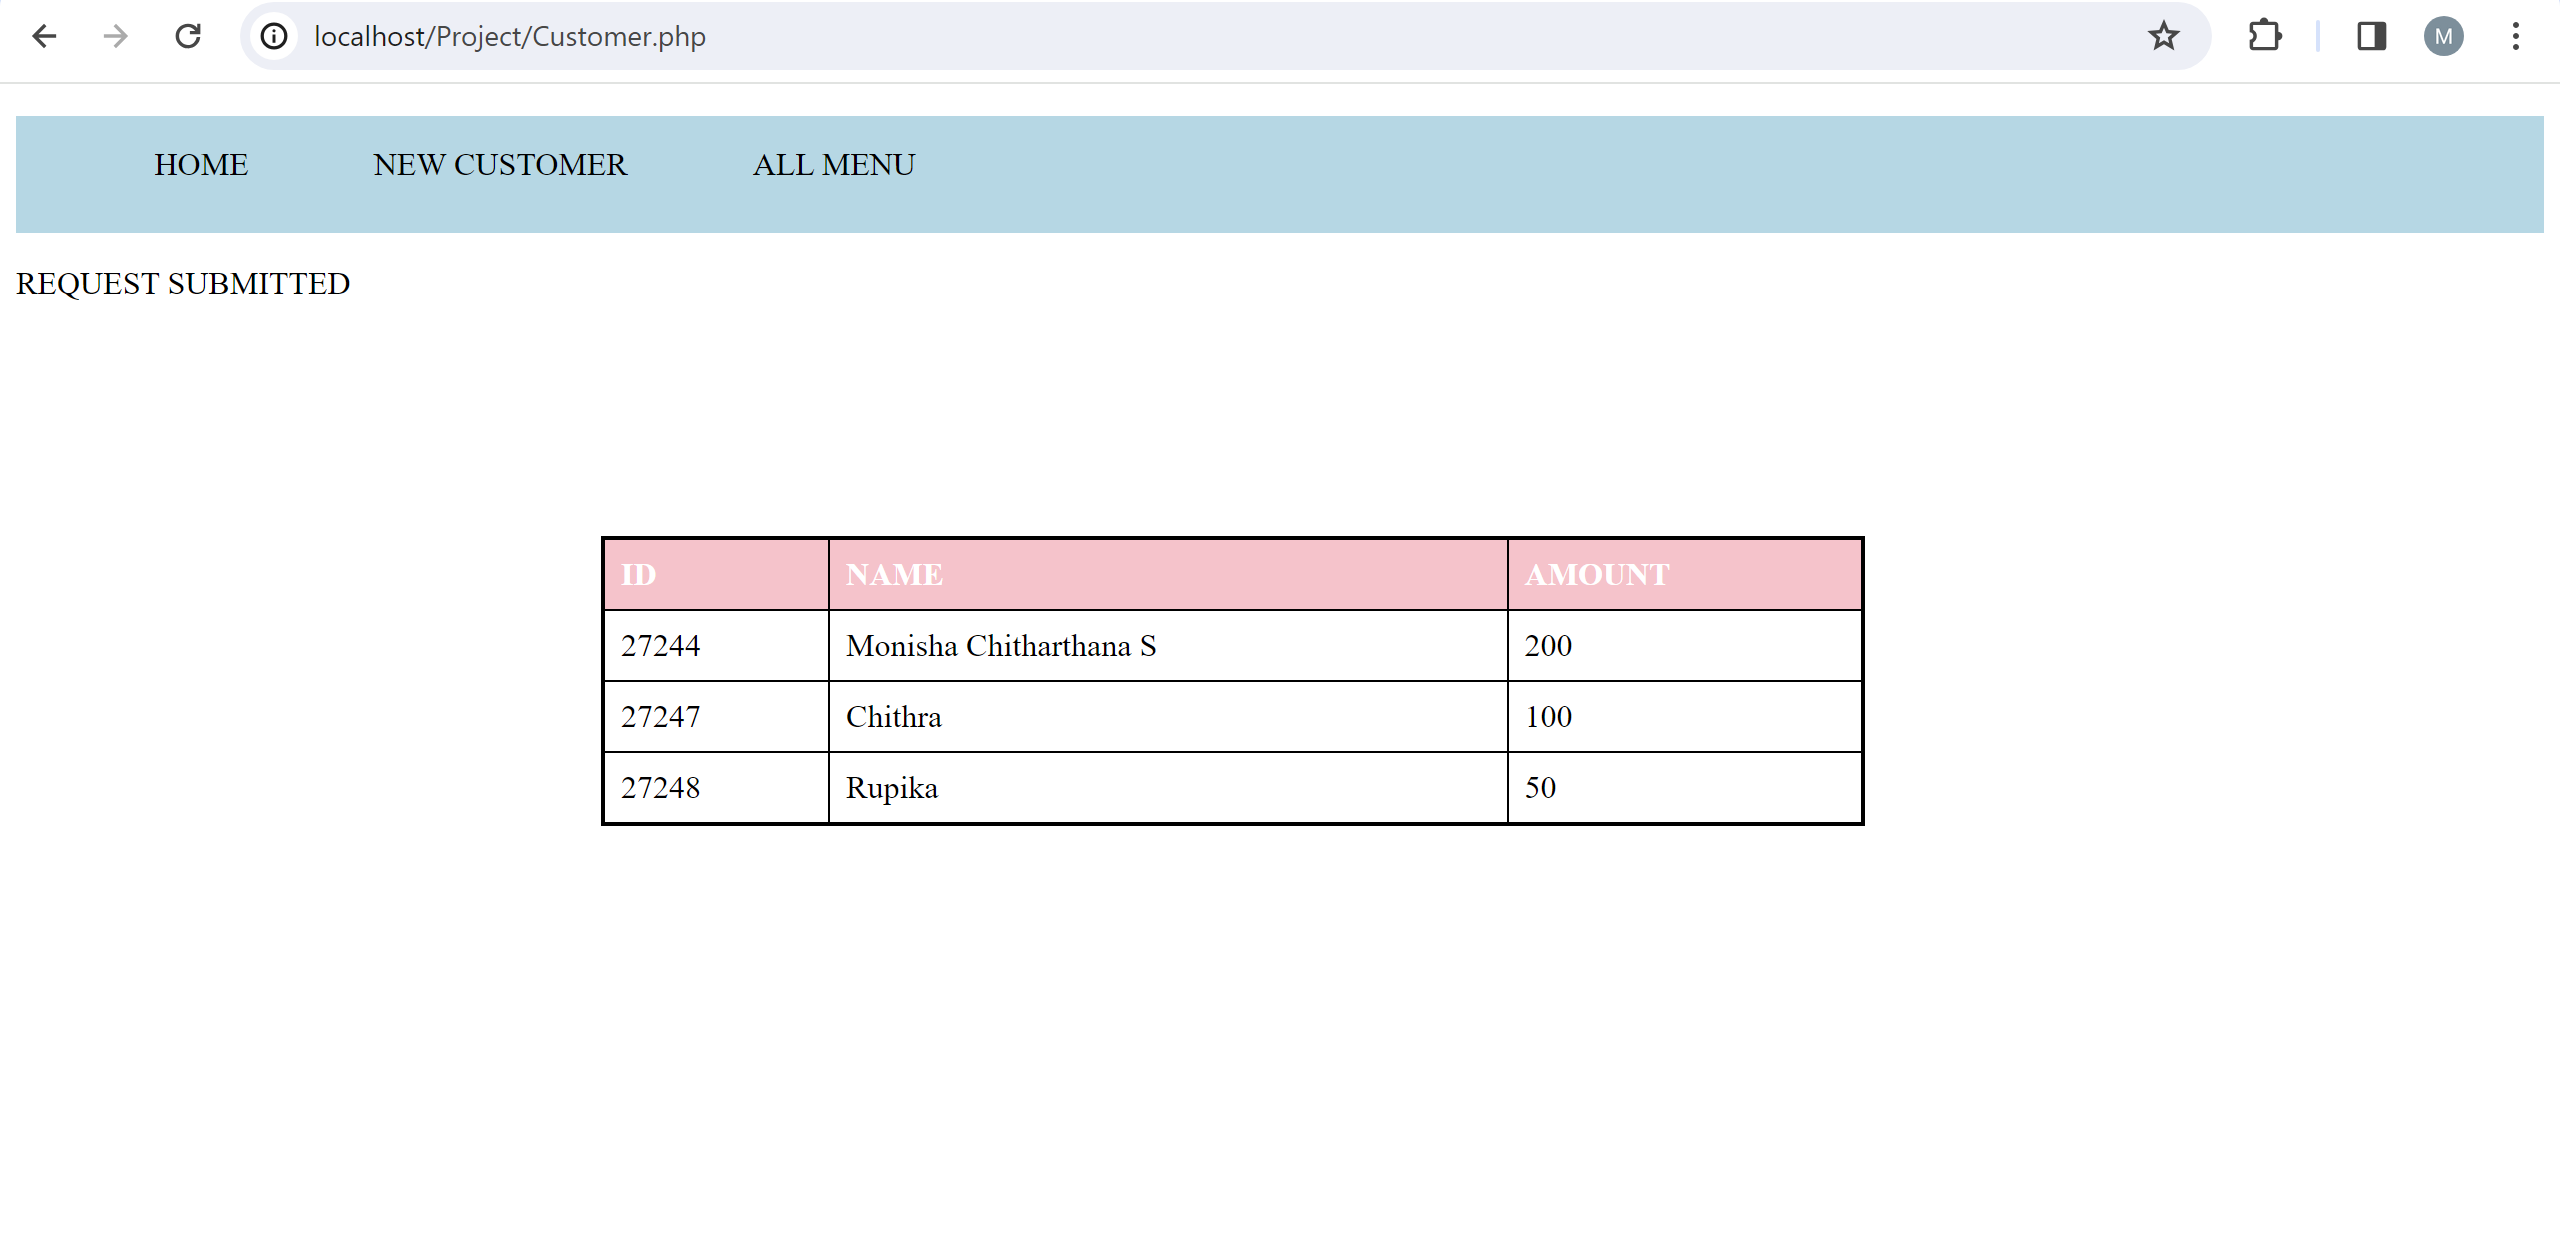 localhost/Project/Customer.php
M
HOME NEW CUSTOMER ALL MENU
REQUEST SUBMITTED
ID NAME AMOUNT
27244 Monisha Chitharthana S 200
27247 Chithra 100
27248 Rupika 50